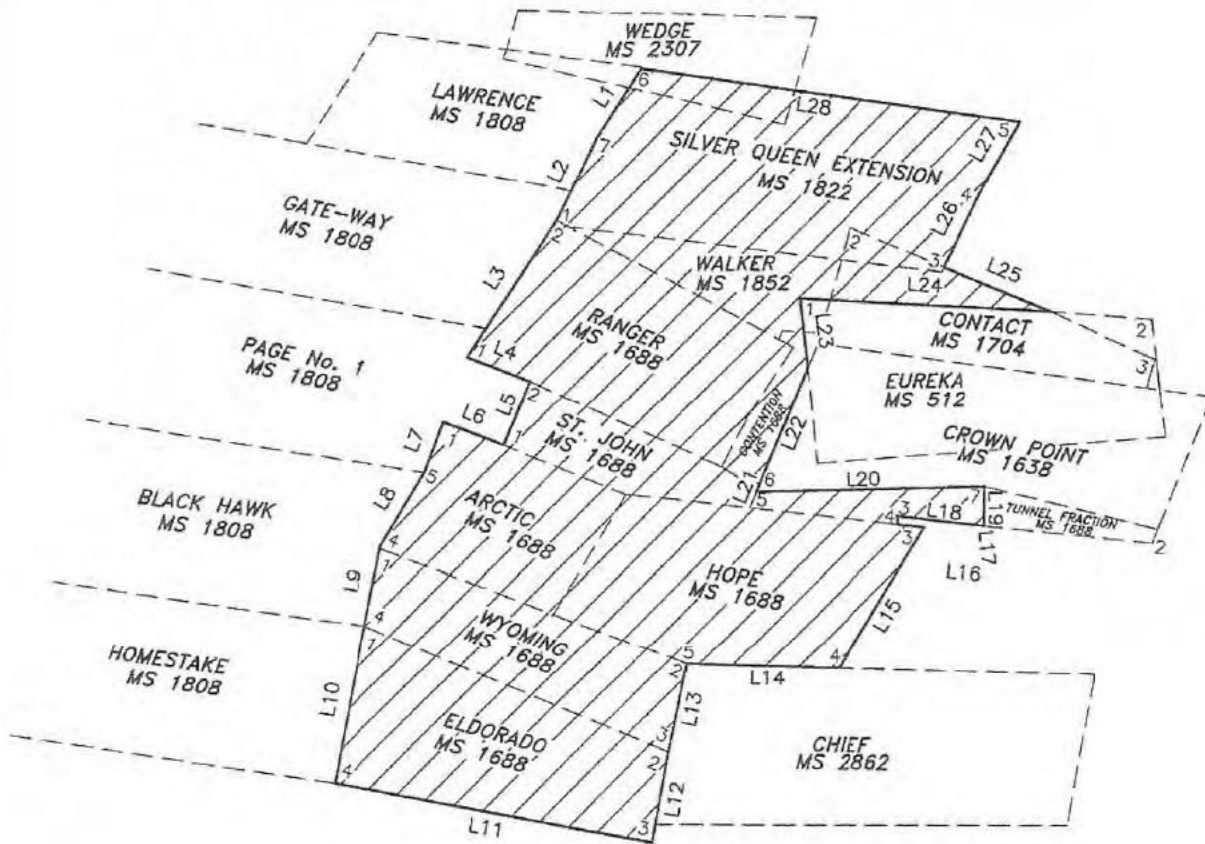 WEDGE
MS 2307
6
L1
LAWRENCE
MS 1808
L28
5
7
L27
SILVER QUEEN EXTENSION
MS 1822
L2
4
GATE-WAY
MS 1808
1
2
L26
2
3
L25
WALKER
MS 1852
L24
L3
1
L23
CONTACT
MS 1704
2
RANGER
MS 1688
1
L4
3
PAGE No. 1
MS 1808
EUREKA
MS 512
2
L5
CONTENTION
MS 1688
L22
CROWN POINT
MS 1638
L6
1
1
ST. JOHN
MS 1688
L7
5
L21
6
5
L20
7
BLACK HAWK
MS 1808
L8
ARCTIC
MS 1688
4
3
L18
L19
TUNNEL FRACTION
MS 1688
2
3
L17
4
1
L16
L9
HOPE
MS 1688
L15
WYOMING
MS 1688
4
1
HOMESTAKE
MS 1808
5
2
4
L14
L10
L13
ELDORADO
MS 1688
3
2
CHIEF
MS 2862
4
L12
L11
3